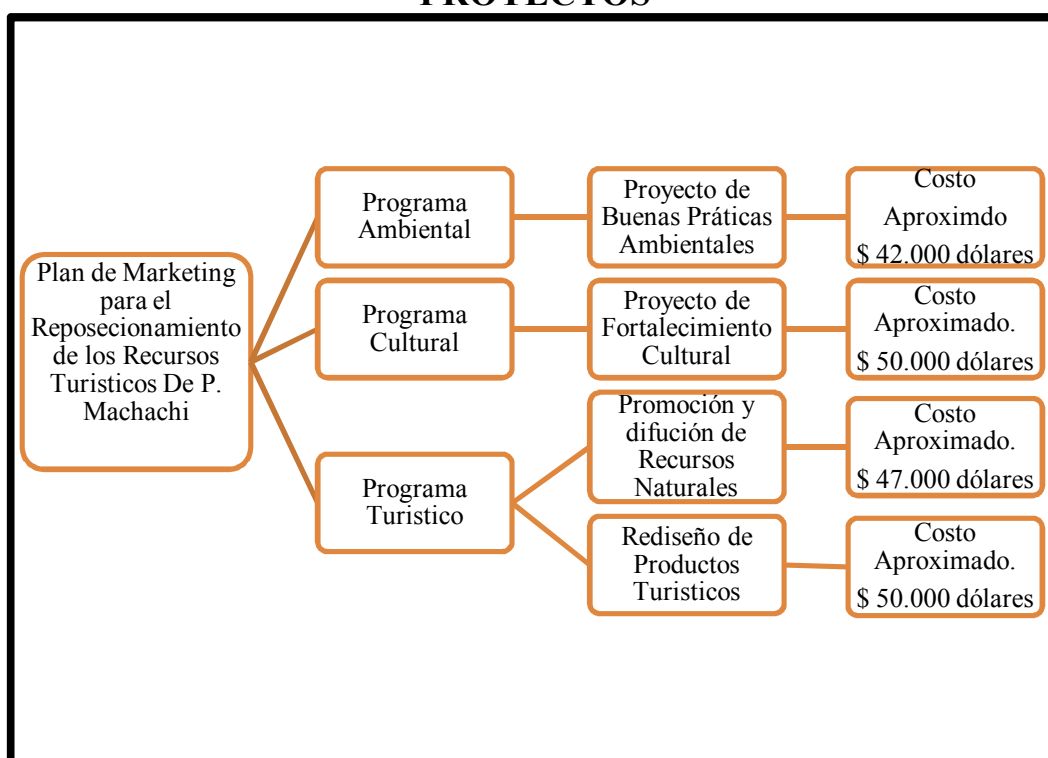 PROYECTOS
Plan de Marketing
para el
Reposecionamiento
de los Recursos
Turisticos De P.
Machachi
Programa
Ambiental
Proyecto de
Buenas Práticas
Ambientales
Costo
Aproximdo
$ 42.000 dólares
Programa
Cultural
Proyecto de
Fortalecimiento
Cultural
Costo
Aproximado.
$ 50.000 dólares
Programa
Turistico
Promoción y
difución de
Recursos
Naturales
Costo
Aproximado.
$ 47.000 dólares
Rediseño de
Productos
Turisticos
Costo
Aproximado.
$ 50.000 dólares